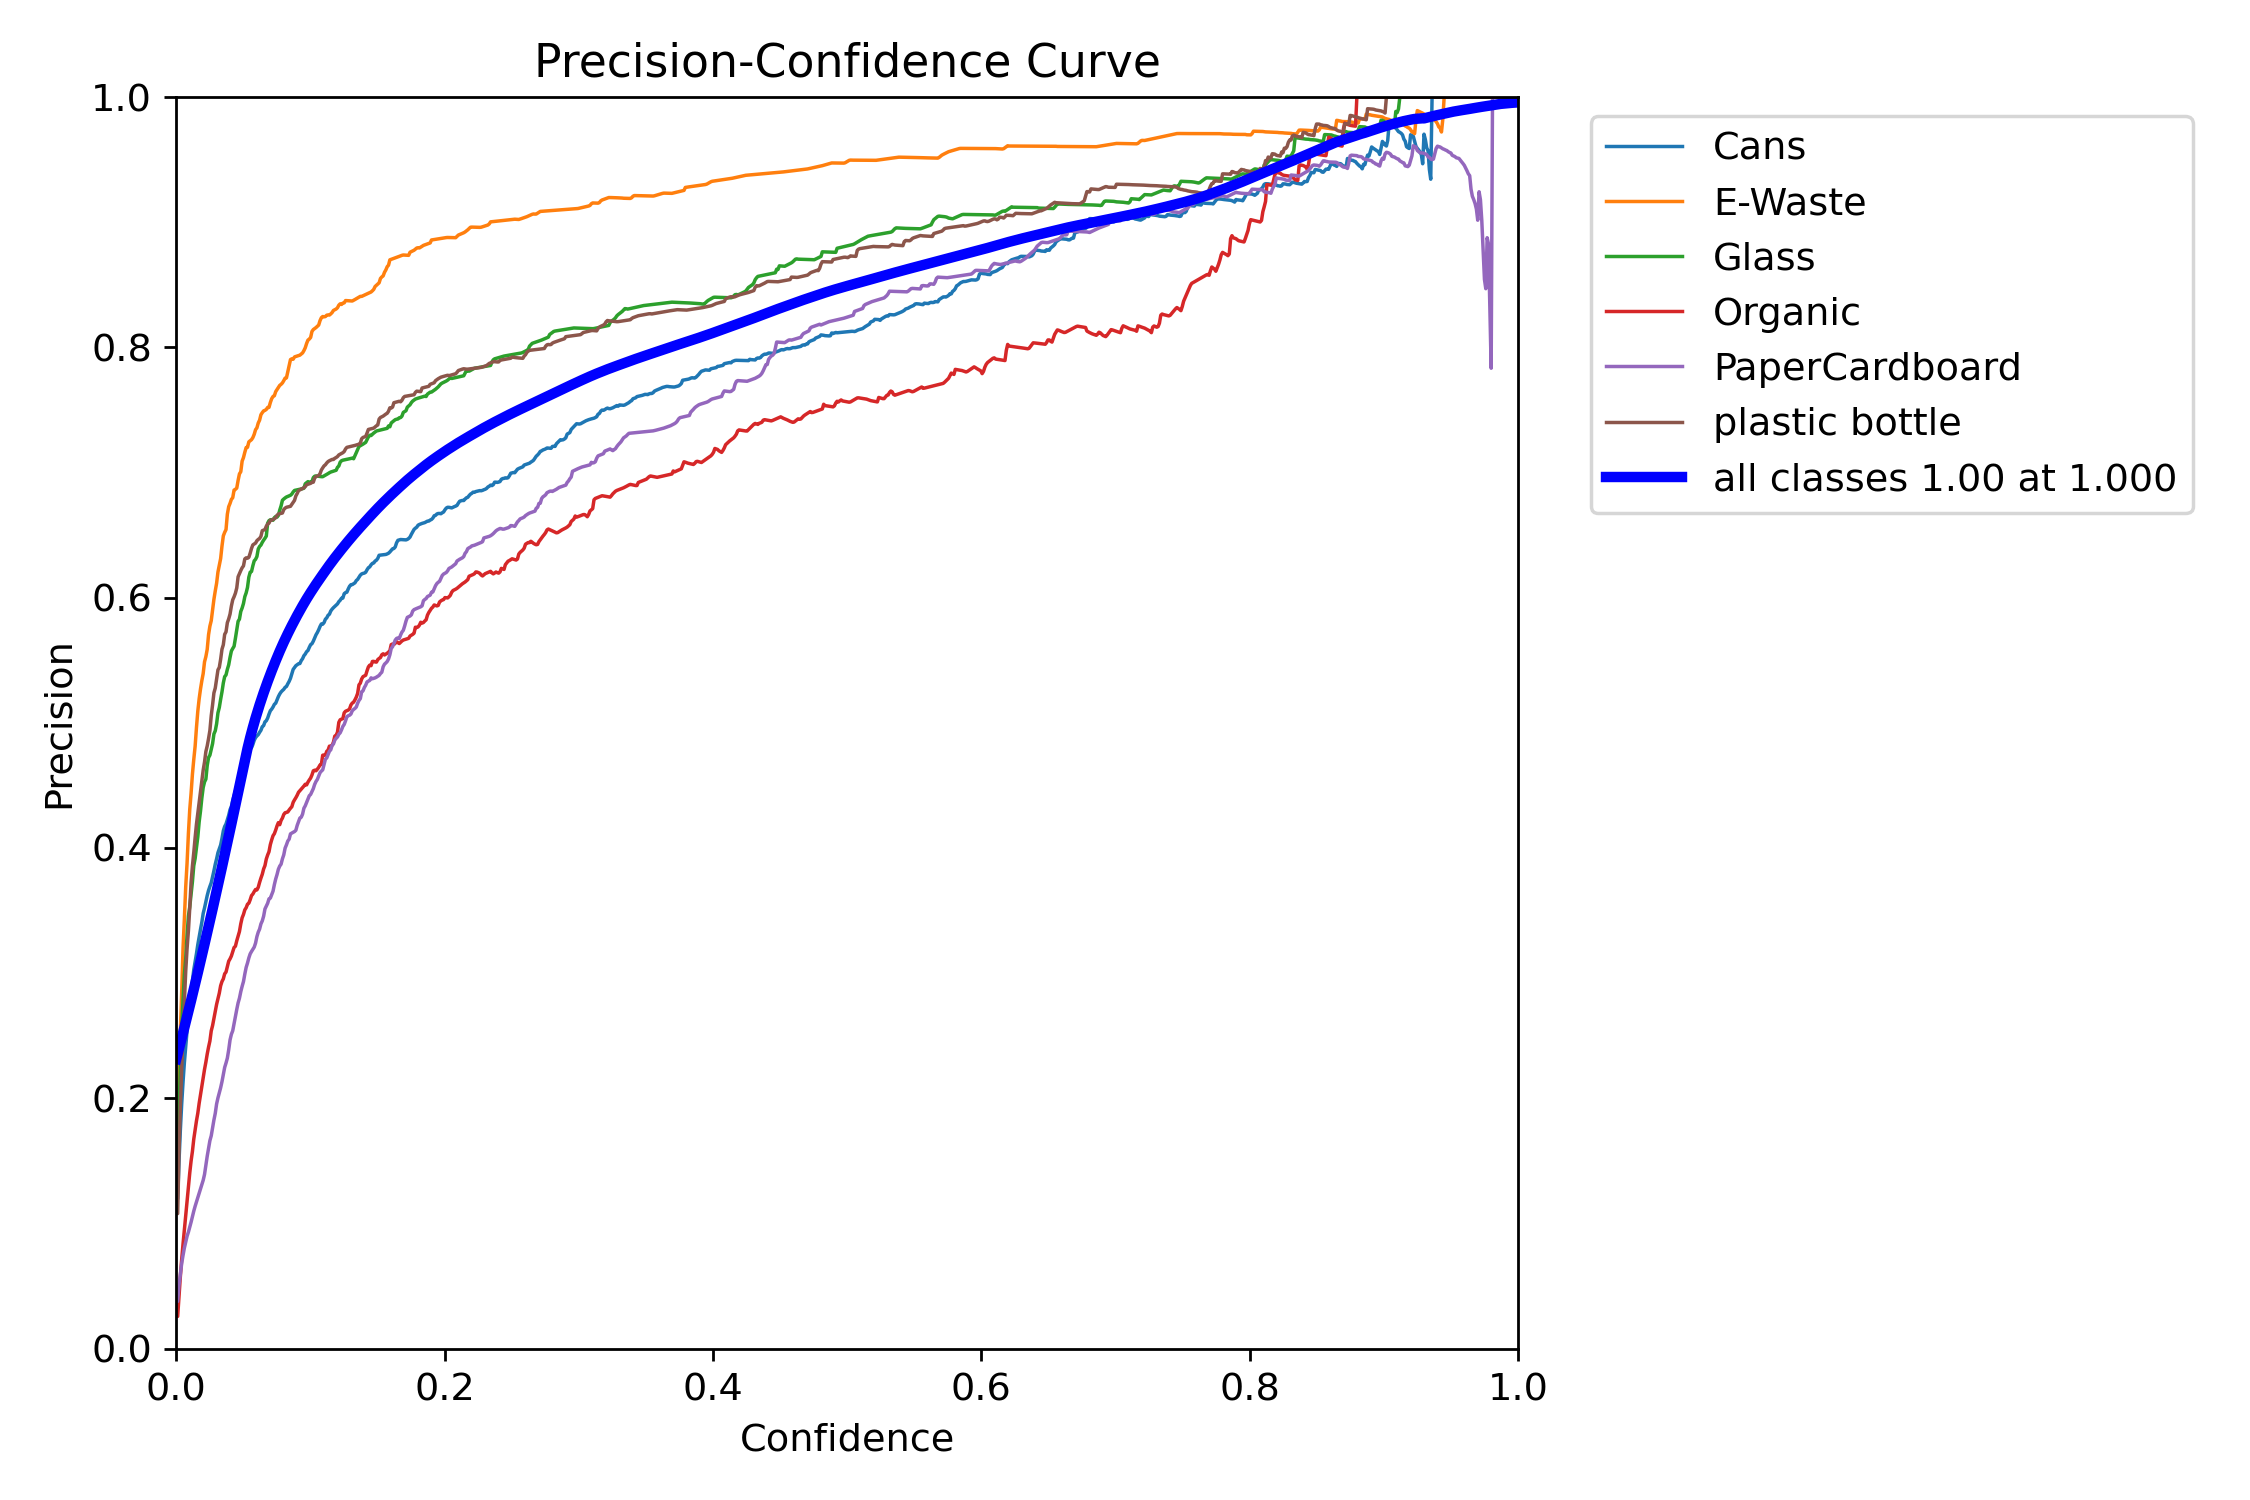 Precision-Confidence Curve
1.0
0.8
0.6
0.4
0.2
0.0
Precision
0.0 0.2 0.4 0.6 0.8 1.0
Confidence
Cans
E-Waste
Glass
Organic
PaperCardboard
plastic bottle
all classes 1.00 at 1.000